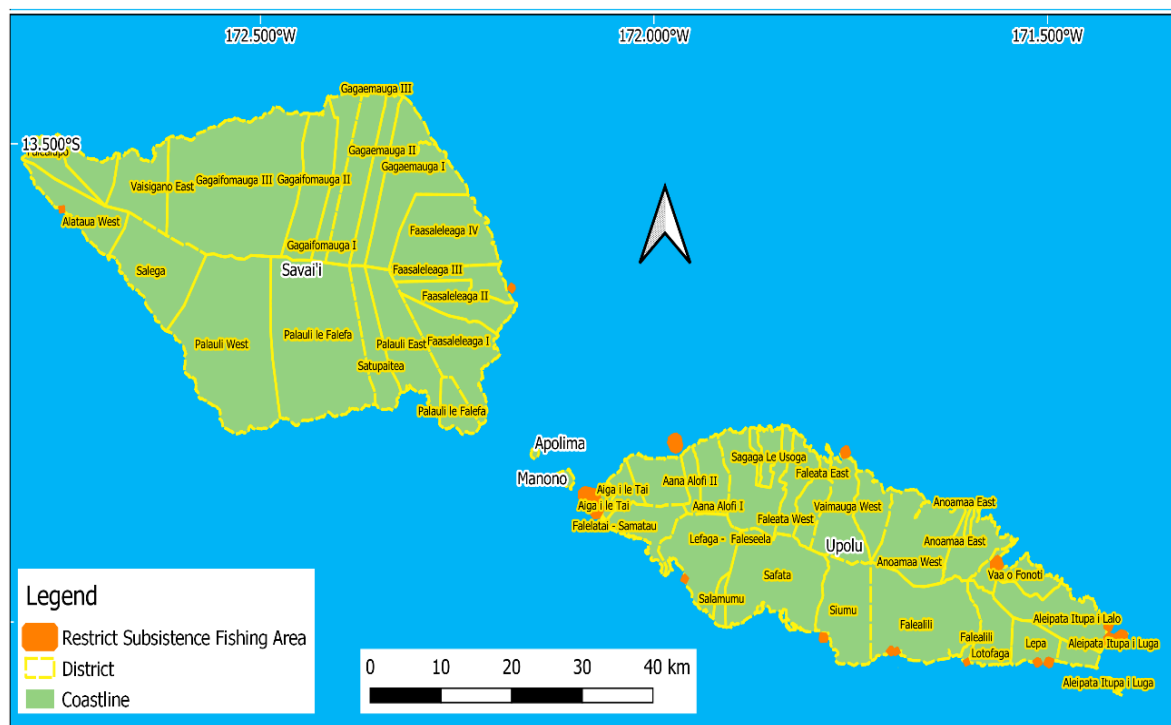 172.500°W
172.000°W
171.500°W
13.500°S
Gagaemauga III
Gagaemauga II
Gagaemauga I
Vaisigano East
Gagaifomauga III
Gagaifomauga II
Alataua West
Faasaleleaga IV
Gagaifomauga I
Savai'i
Salega
Faasaleleaga III
Faasaleleaga II
Palauli West
Palauli le Falefa
Palauli East
Faasaleleaga I
Satupaitea
Palauli le Falefa
Apolima
Manono
Sagaga Le Usoga
Faleata East
Aana Alofi II
Aiga i le Tai
Aiga i le Tai
Aana Alofi I
Vaimauga West
Anoamaa East
Falelatai - Samatau
Faleata West
Lefaga - Faleseela
Upolu
Anoamaa East
Anoamaa West
Safata
Vaa o Fonoti
Salamumu
Siumu
Falealili
Aleipata Itupa i Lalo
Falealili
Lepa
Aleipata Itupa i Luga
Lotofaga
Aleipata Itupa i Luga
Legend
Restrict Subsistence Fishing Area
District
Coastline
0 10 20 30 40 km